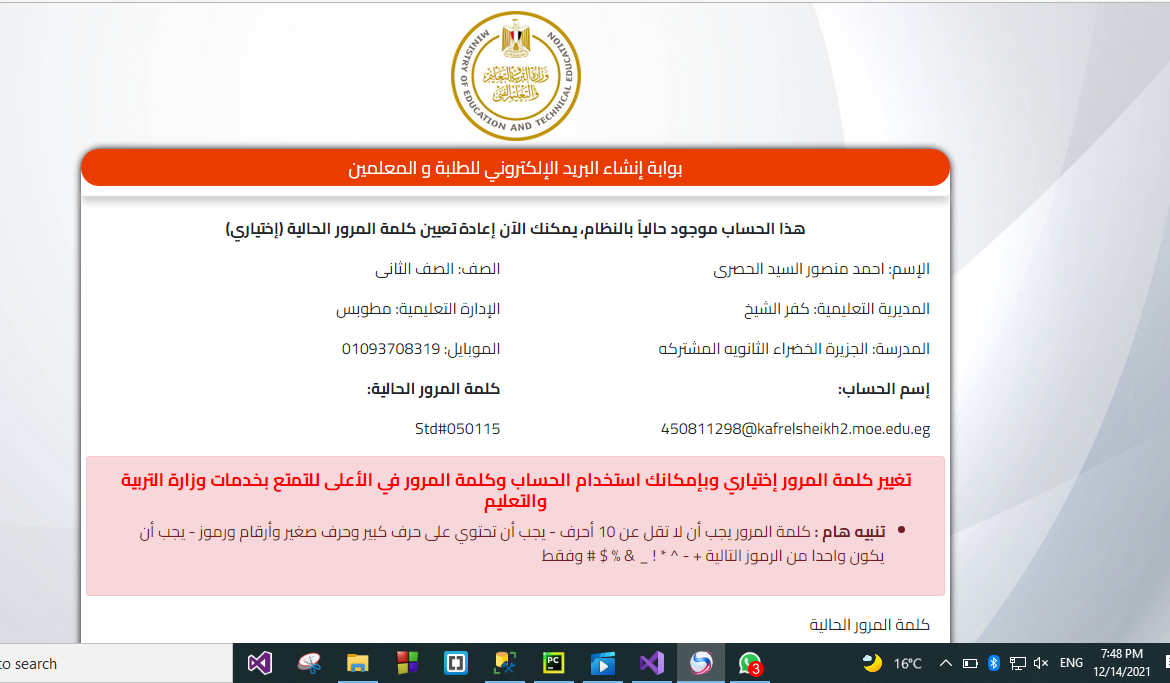 MINISTRY OF EDUCATION AND TECHNICAL EDUCATION
وزارة التربية والتعليم
والتعليم الفني
بوابة إنشاء البريد الإلكتروني للطلبة و المعلمين
هذا الحساب موجود حالياً بالنظام، يمكنك الآن إعادة تعيين كلمة المرور الحالية (إختياري)
الإسم: احمد منصور السيد الحصرى
الصف: الصف الثانى
المديرية التعليمية: كفر الشيخ
الإدارة التعليمية: مطوبس
المدرسة: الجزيرة الخضراء الثانويه المشتركه
الموبايل: 01093708319
إسم الحساب:
كلمة المرور الحالية:
450811298@kafrelsheikh2.moe.edu.eg
Std#050115
تغيير كلمة المرور إختياري وبإمكانك استخدام الحساب وكلمة المرور في الأعلى للتمتع بخدمات وزارة التربية
والتعليم
تنبيه هام : كلمة المرور يجب أن لا تقل عن 10 أحرف - يجب أن تحتوي على حرف كبير وحرف صغير وأرقام ورموز - يجب أن
يكون واحدا من الرموز التالية + - ^ * ! _ & % $ # وفقط
كلمة المرور الحالية
to search
PC
3
16°C
ENG
7:48 PM
12/14/2021